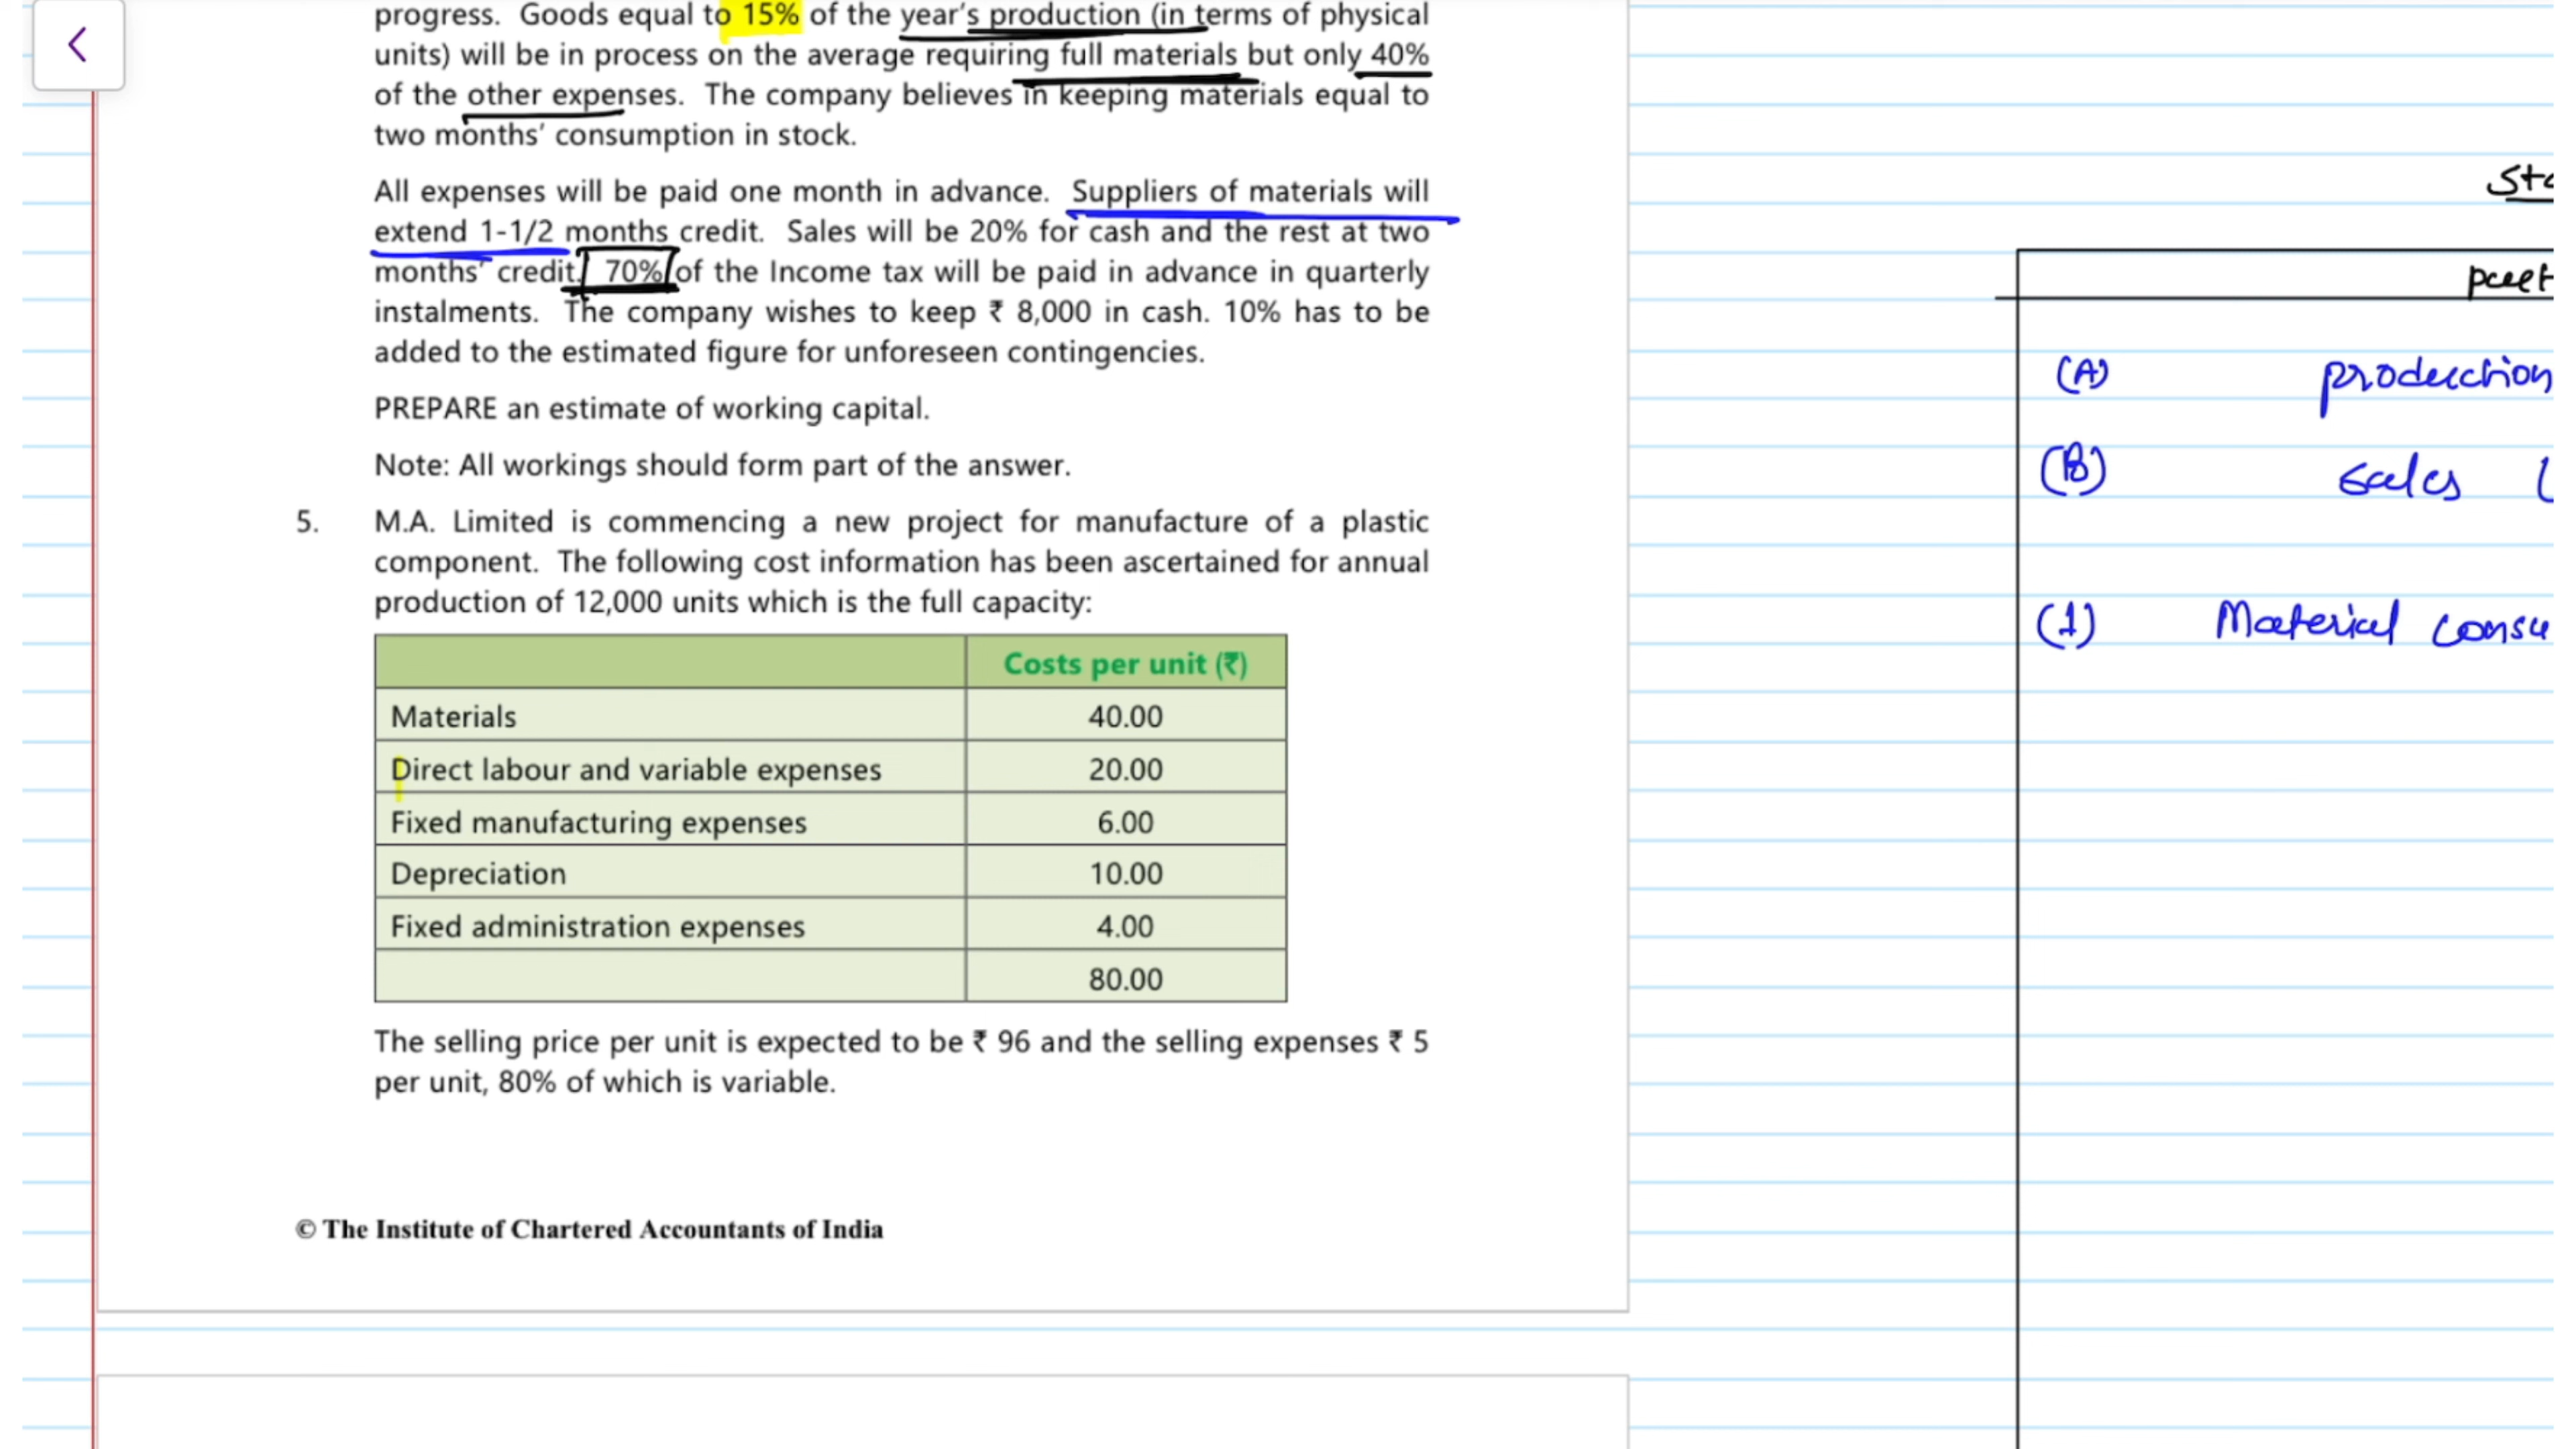 progress. Goods equal to 15% of the year's production (in terms of physical
units) will be in process on the average requiring full materials but only 40%
of the other expenses. The company believes in keeping materials equal to
two months' consumption in stock.
All expenses will be paid one month in advance. Suppliers of materials will
extend 1-1/2 months credit. Sales will be 20% for cash and the rest at two
months' credit. 70% of the Income tax will be paid in advance in quarterly
instalments. The company wishes to keep ₹ 8,000 in cash. 10% has to be
added to the estimated figure for unforeseen contingencies.
PREPARE an estimate of working capital.
Note: All workings should form part of the answer.
5. M.A. Limited is commencing a new project for manufacture of a plastic
component. The following cost information has been ascertained for annual
production of 12,000 units which is the full capacity:
Costs per unit (₹)
Materials 40.00
Direct labour and variable expenses 20.00
Fixed manufacturing expenses 6.00
Depreciation 10.00
Fixed administration expenses 4.00
80.00
The selling price per unit is expected to be ₹ 96 and the selling expenses ₹ 5
per unit, 80% of which is variable.
© The Institute of Chartered Accountants of India
(A) production
(B) sales (
(1) Material consu